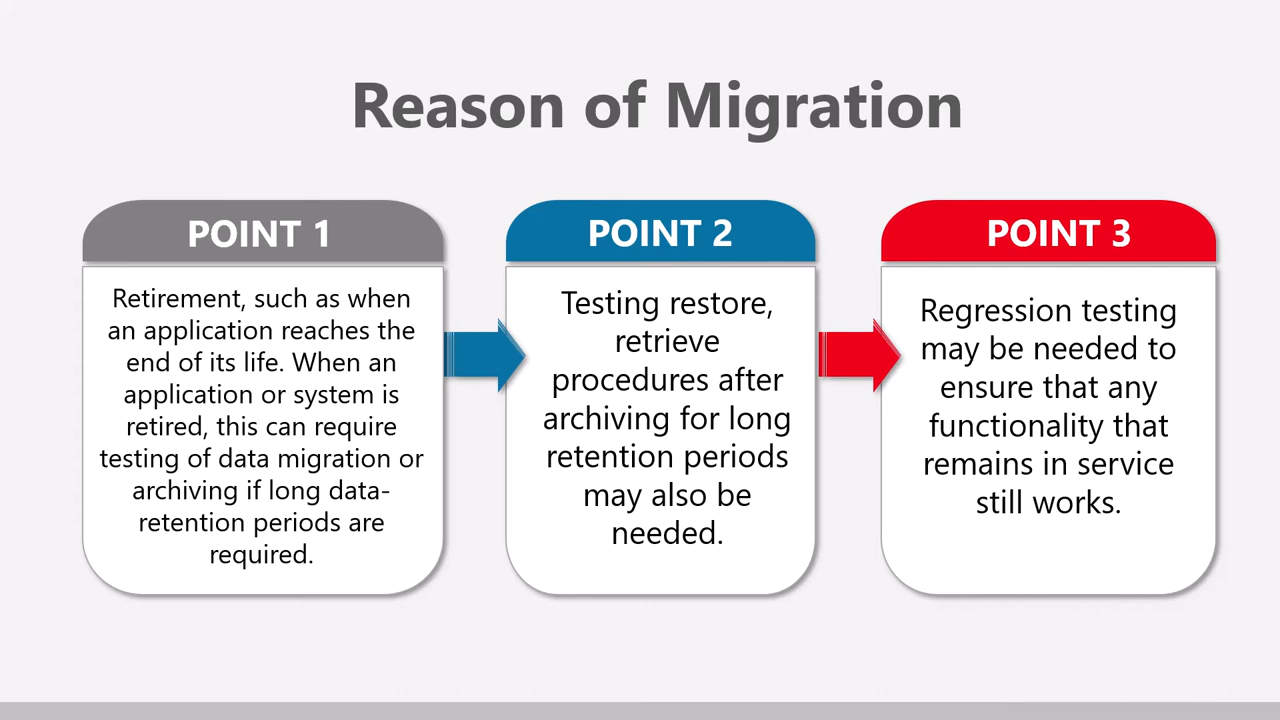 Reason of Migration
POINT 1
Retirement, such as when
an application reaches the
end of its life. When an
application or system is
retired, this can require
testing of data migration or
archiving if long data-
retention periods are
required.
POINT 2
Testing restore,
retrieve
procedures after
archiving for long
retention periods
may also be
needed.
POINT 3
Regression testing
may be needed to
ensure that any
functionality that
remains in service
still works.